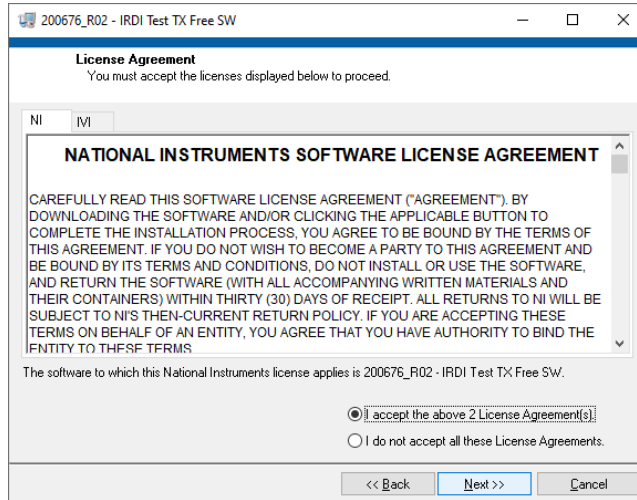 200676_R02 - IRDI Test TX Free SW
License Agreement
You must accept the licenses displayed below to proceed.
NI
IVI
NATIONAL INSTRUMENTS SOFTWARE LICENSE AGREEMENT
CAREFULLY READ THIS SOFTWARE LICENSE AGREEMENT ("AGREEMENT"). BY
DOWNLOADING THE SOFTWARE AND/OR CLICKING THE APPLICABLE BUTTON TO
COMPLETE THE INSTALLATION PROCESS, YOU AGREE TO BE BOUND BY THE TERMS OF
THIS AGREEMENT. IF YOU DO NOT WISH TO BECOME A PARTY TO THIS AGREEMENT AND
BE BOUND BY ITS TERMS AND CONDITIONS, DO NOT INSTALL OR USE THE SOFTWARE,
AND RETURN THE SOFTWARE (WITH ALL ACCOMPANYING WRITTEN MATERIALS AND
THEIR CONTAINERS) WITHIN THIRTY (30) DAYS OF RECEIPT. ALL RETURNS TO NI WILL BE
SUBJECT TO NI'S THEN-CURRENT RETURN POLICY. IF YOU ARE ACCEPTING THESE
TERMS ON BEHALF OF AN ENTITY, YOU AGREE THAT YOU HAVE AUTHORITY TO BIND THE
ENTITY TO THESE TERMS.
The software to which this National Instruments license applies is 200676_R02 - IRDI Test TX Free SW.
I accept the above 2 License Agreement(s).
I do not accept all these License Agreements.
<< Back
Next >>
Cancel